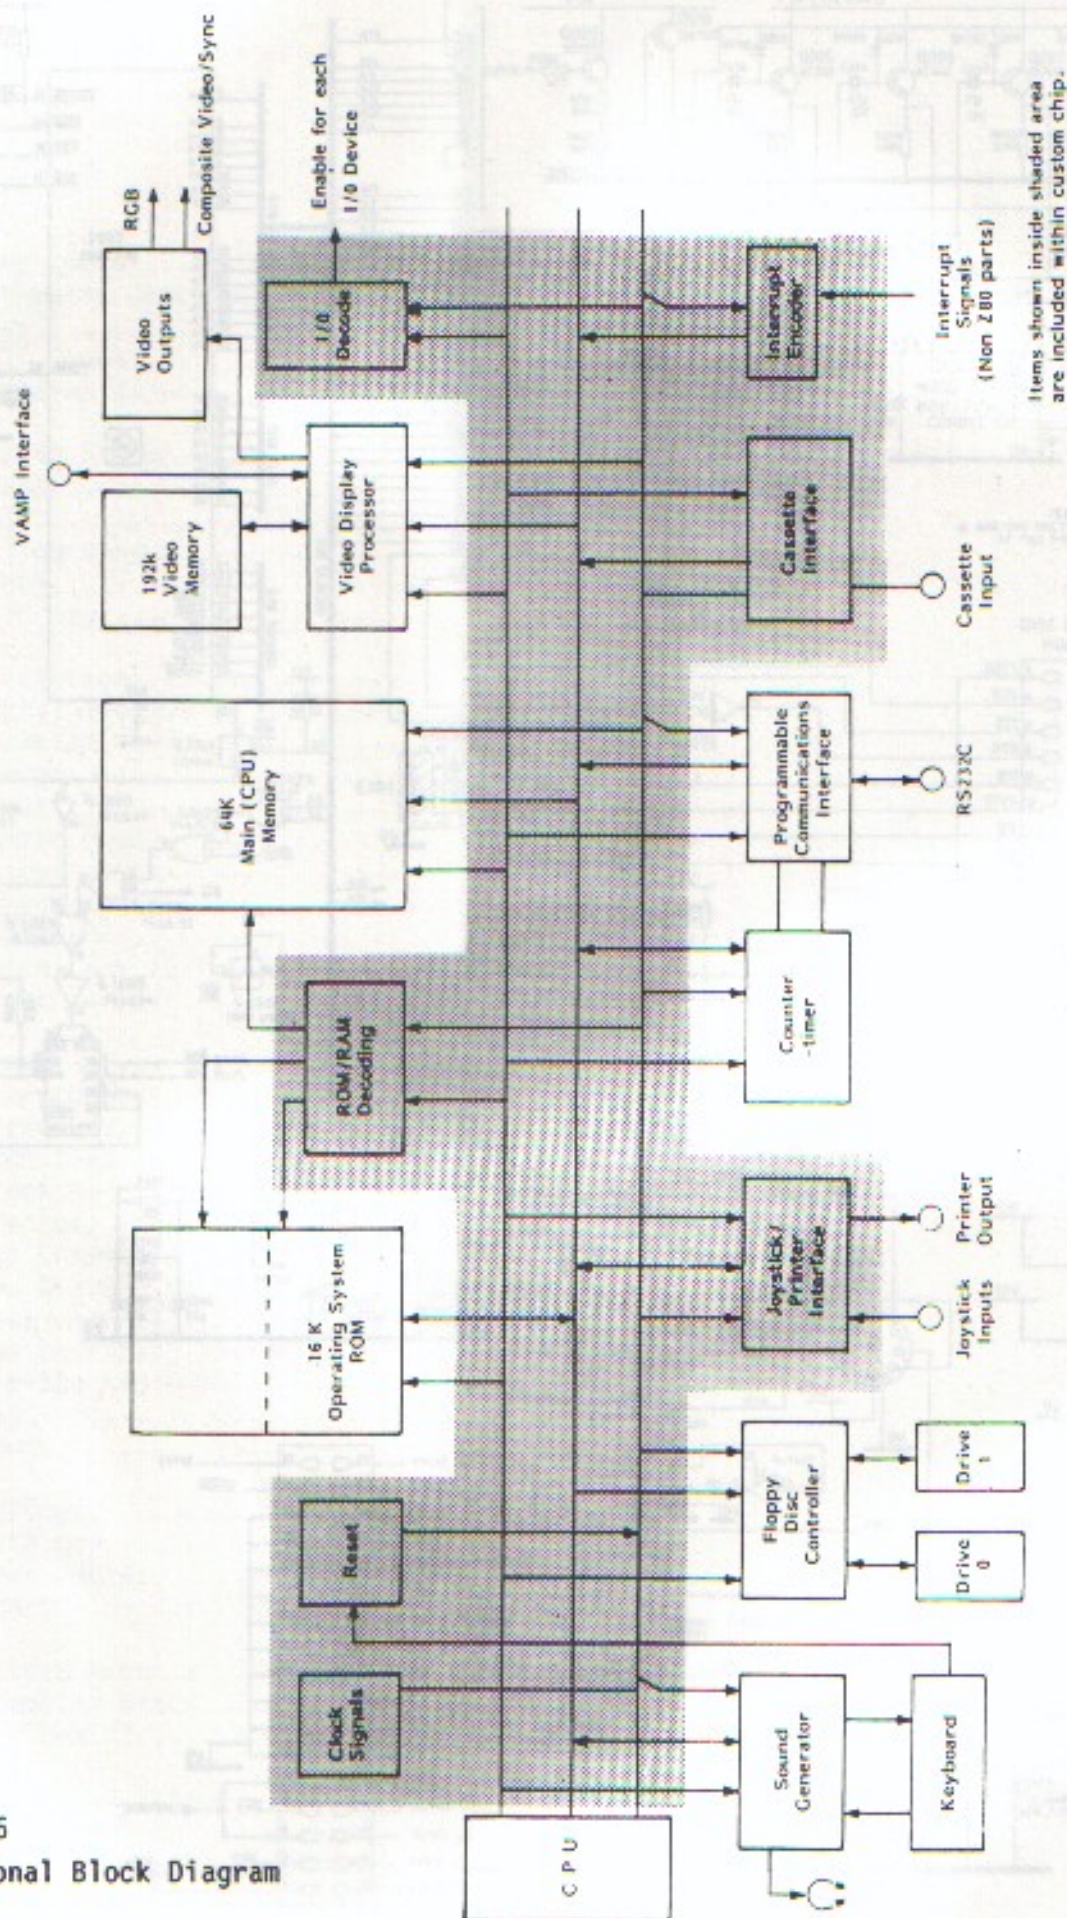 onal Block Diagram
VAMP Interface
RGB
Composite Video/Sync
Video
Outputs
Enable for each
I/O Device
I/O
Decode
192k
Video
Memory
Video Display
Processor
64K
Main (CPU)
Memory
ROM/RAM
Decoding
16 K
Operating System
ROM
Reset
Clock
Signals
CPU
Sound
Generator
Keyboard
Floppy
Disc
Controller
Drive
0
Drive
1
Joystick/
Printer
Interface
Joystick
Inputs
Printer
Output
Counter
-timer
Programmable
Communications
Interface
RS232C
Cassette
Interface
Cassette
Input
Interrupt
Encoder
Interrupt
Signals
(Non Z80 parts)
Items shown inside shaded area
are included within custom chip.